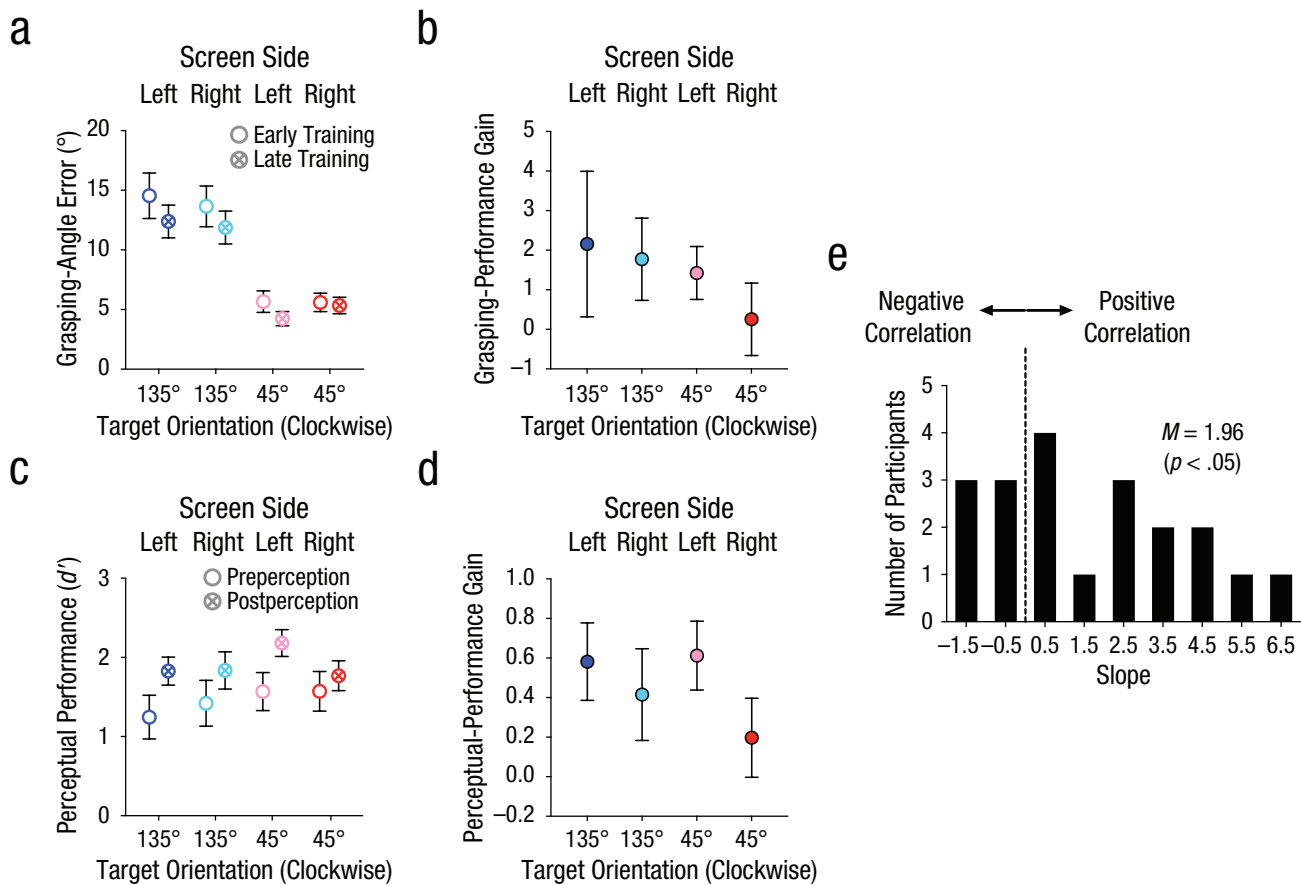 a
Screen Side
Left Right Left Right
Grasping-Angle Error (°)
20
15
10
5
0
Early Training
Late Training
135° 135° 45° 45°
Target Orientation (Clockwise)
b
Screen Side
Left Right Left Right
Grasping-Performance Gain
5
4
3
2
1
0
–1
135° 135° 45° 45°
Target Orientation (Clockwise)
c
Screen Side
Left Right Left Right
Perceptual Performance (d′)
3
2
1
0
Preperception
Postperception
135° 135° 45° 45°
Target Orientation (Clockwise)
d
Screen Side
Left Right Left Right
Perceptual-Performance Gain
1.0
0.8
0.6
0.4
0.2
0.0
–0.2
135° 135° 45° 45°
Target Orientation (Clockwise)
e
Negative
Correlation
Positive
Correlation
Number of Participants
5
4
3
2
1
0
M = 1.96
(p < .05)
–1.5 –0.5 0.5 1.5 2.5 3.5 4.5 5.5 6.5
Slope